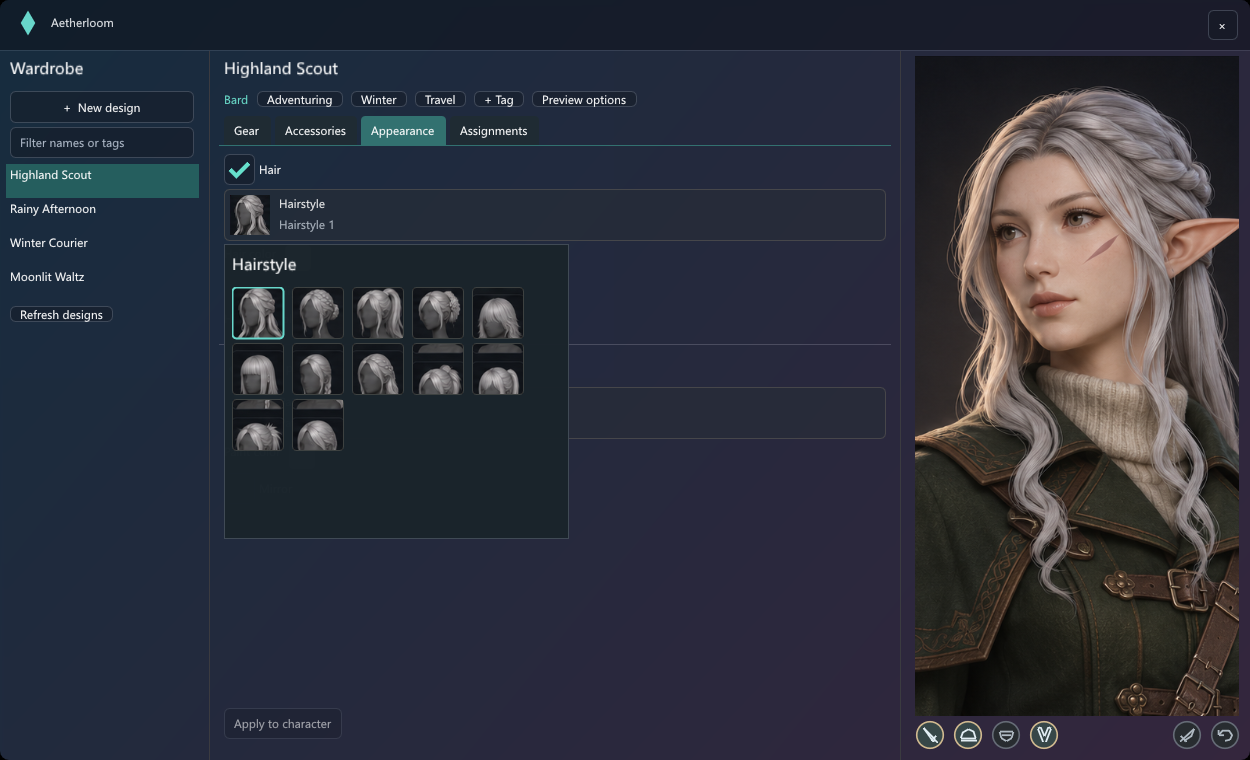 Aetherloom
×
Wardrobe
+ New design
Filter names or tags
Highland Scout
Rainy Afternoon
Winter Courier
Moonlit Waltz
Refresh designs
Highland Scout
Bard Adventuring Winter Travel + Tag Preview options
Gear Accessories Appearance Assignments
Hair
Hairstyle
Hairstyle 1
Hairstyle
Apply to character